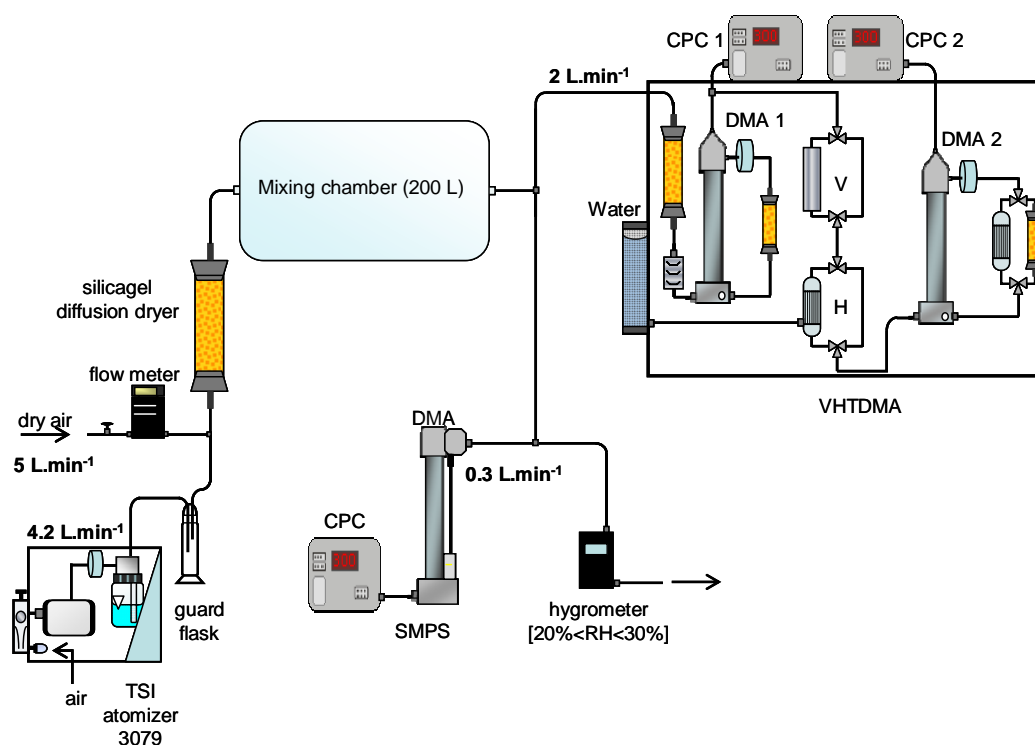 CPC 1
CPC 2
2 L.min-1
DMA 1
DMA 2
Mixing chamber (200 L)
V
Water
silicagel
diffusion dryer
H
flow meter
VHTDMA
dry air
DMA
5 L.min-1
0.3 L.min-1
CPC
4.2 L.min-1
guard
flask
SMPS
hygrometer
[20%<RH<30%]
air
TSI
atomizer
3079